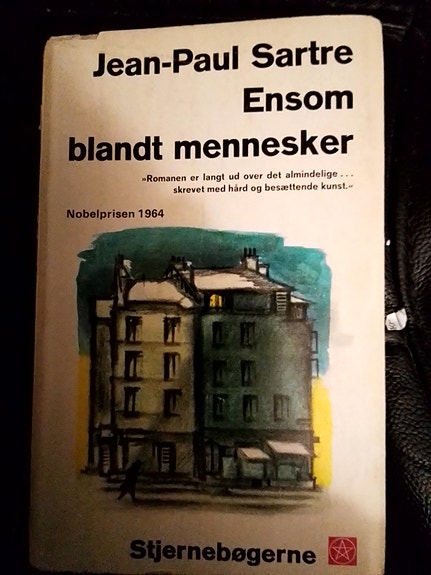 Jean-Paul Sartre
Ensom
blandt mennesker
»Romanen er langt ud over det almindelige...
skrevet med hård og besættende kunst.«
Nobelprisen 1964
Stjernebøgerne